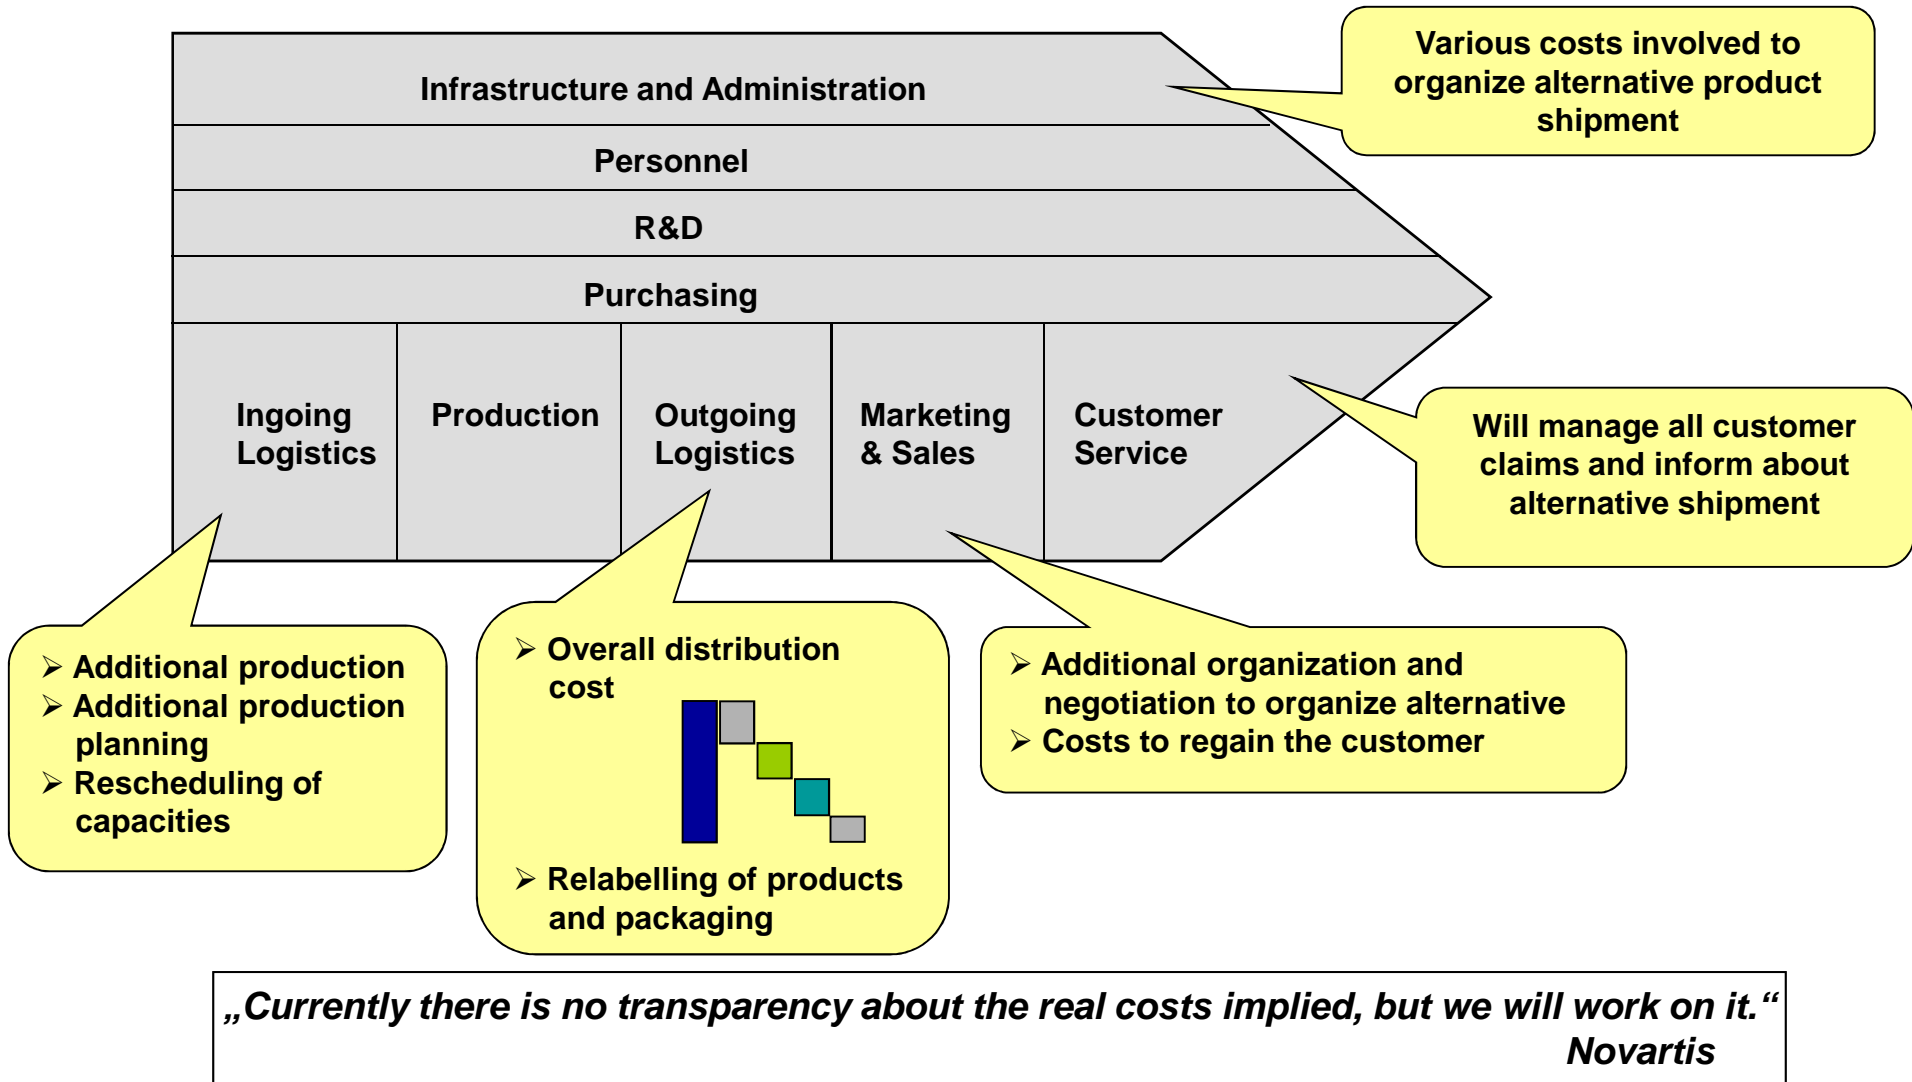 Various costs involved to
organize alternative product
shipment
Infrastructure and Administration
Personnel
R&D
Purchasing
Ingoing
Logistics
Production
Outgoing
Logistics
Marketing
& Sales
Customer
Service
Will manage all customer
claims and inform about
alternative shipment
➢ Additional production
➢ Additional production
planning
➢ Rescheduling of
capacities
➢ Overall distribution
cost
➢ Relabelling of products
and packaging
➢ Additional organization and
negotiation to organize alternative
➢ Costs to regain the customer
„Currently there is no transparency about the real costs implied, but we will work on it.“
Novartis